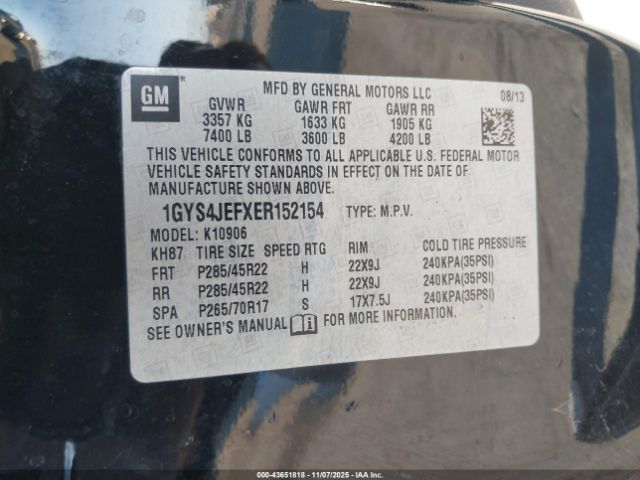 GM
MFD BY GENERAL MOTORS LLC 08/13
GVWR GAWR FRT GAWR RR
3357 KG 1633 KG 1905 KG
7400 LB 3600 LB 4200 LB
THIS VEHICLE CONFORMS TO ALL APPLICABLE U.S. FEDERAL MOTOR
VEHICLE SAFETY STANDARDS IN EFFECT ON THE DATE OF
MANUFACTURE SHOWN ABOVE.
1GYS4JEFXER152154 TYPE: M.P.V.
MODEL: K10906
KH87 TIRE SIZE SPEED RTG RIM COLD TIRE PRESSURE
FRT P285/45R22 H 22X9J 240KPA(35PSI)
RR P285/45R22 H 22X9J 240KPA(35PSI)
SPA P265/70R17 S 17X7.5J 240KPA(35PSI)
SEE OWNER'S MANUAL FOR MORE INFORMATION.
000-43651818 - 11/07/2025 - IAAI.CA